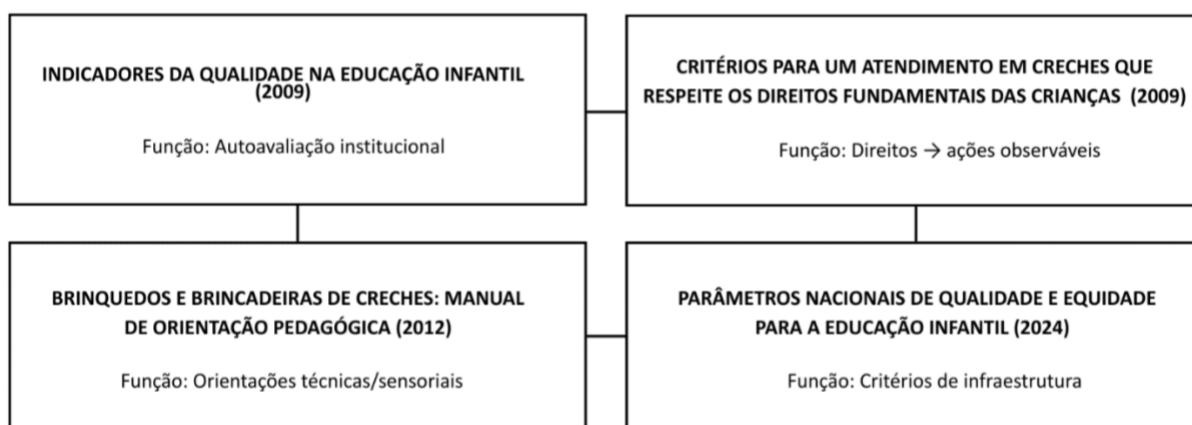 INDICADORES DA QUALIDADE NA EDUCAÇÃO INFANTIL
(2009)
Função: Autoavaliação institucional
CRITÉRIOS PARA UM ATENDIMENTO EM CRECHES QUE
RESPEITE OS DIREITOS FUNDAMENTAIS DAS CRIANÇAS (2009)
Função: Direitos → ações observáveis
BRINQUEDOS E BRINCADEIRAS DE CRECHES: MANUAL
DE ORIENTAÇÃO PEDAGÓGICA (2012)
Função: Orientações técnicas/sensoriais
PARÂMETROS NACIONAIS DE QUALIDADE E EQUIDADE
PARA A EDUCAÇÃO INFANTIL (2024)
Função: Critérios de infraestrutura